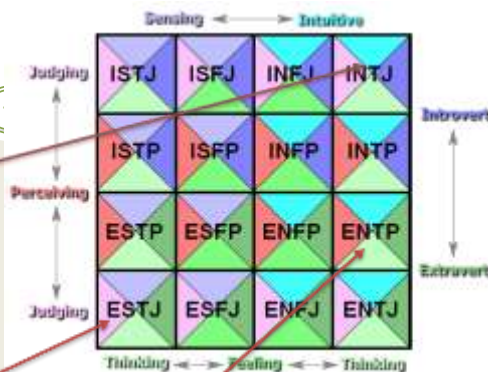 Sensing Intuitive
Judging ISTJ ISFJ INFJ INTJ
Introvert
ISTP ISFP INFP INTP
Perceiving
ESTP ESFP ENFP ENTP
Extravert
Judging ESTJ ESFJ ENFJ ENTJ
Thinking Feeling Thinking